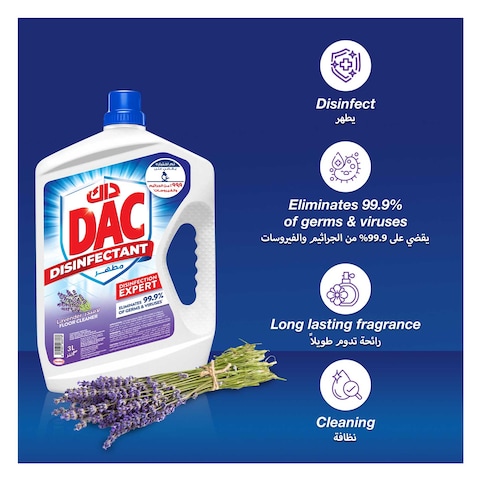 داك
DAC
DISINFECTANT
مطهر
DISINFECTION
EXPERT
ELIMINATES 99.9%
OF GERMS & VIRUSES
Lavender
FLOOR CLEANER
3L
Disinfect
يطهر
Eliminates 99.9%
of germs & viruses
يقضي على 99.9% من الجراثيم والفيروسات
Long lasting fragrance
رائحة تدوم طويلاً
Cleaning
نظافة